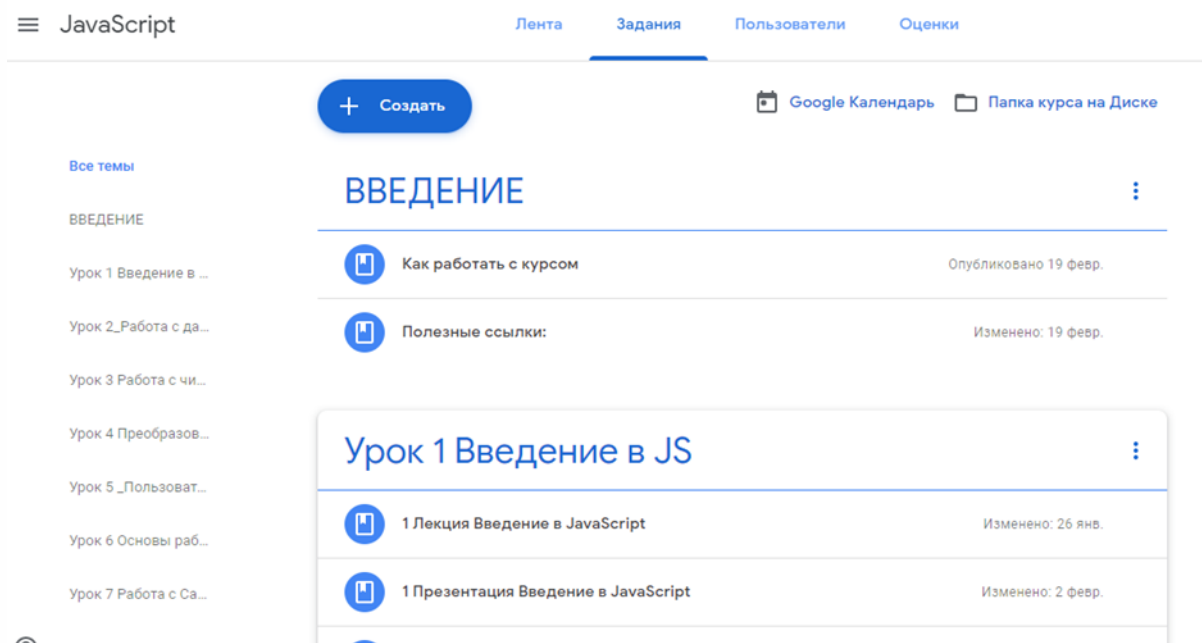 JavaScript
Лента
Задания
Пользователи
Оценки
Создать
Google Календарь
Папка курса на Диске
Все темы
ВВЕДЕНИЕ
Урок 1 Введение в ...
Урок 2_Работа с да...
Урок 3 Работа с чи...
Урок 4 Преобразов...
Урок 5 _Пользоват...
Урок 6 Основы раб...
Урок 7 Работа с Са...
ВВЕДЕНИЕ
Как работать с курсом
Опубликовано 19 февр.
Полезные ссылки:
Изменено: 19 февр.
Урок 1 Введение в JS
1 Лекция Введение в JavaScript
Изменено: 26 янв.
1 Презентация Введение в JavaScript
Изменено: 2 февр.